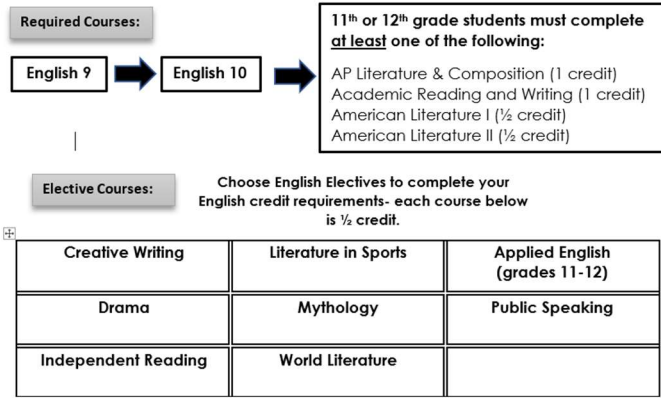 Required Courses:
English 9
English 10
11th or 12th grade students must complete
at least one of the following:
AP Literature & Composition (1 credit)
Academic Reading and Writing (1 credit)
American Literature I (½ credit)
American Literature II (½ credit)
Elective Courses:
Choose English Electives to complete your
English credit requirements- each course below
is ½ credit.
Creative Writing
Literature in Sports
Applied English
(grades 11-12)
Drama
Mythology
Public Speaking
Independent Reading
World Literature